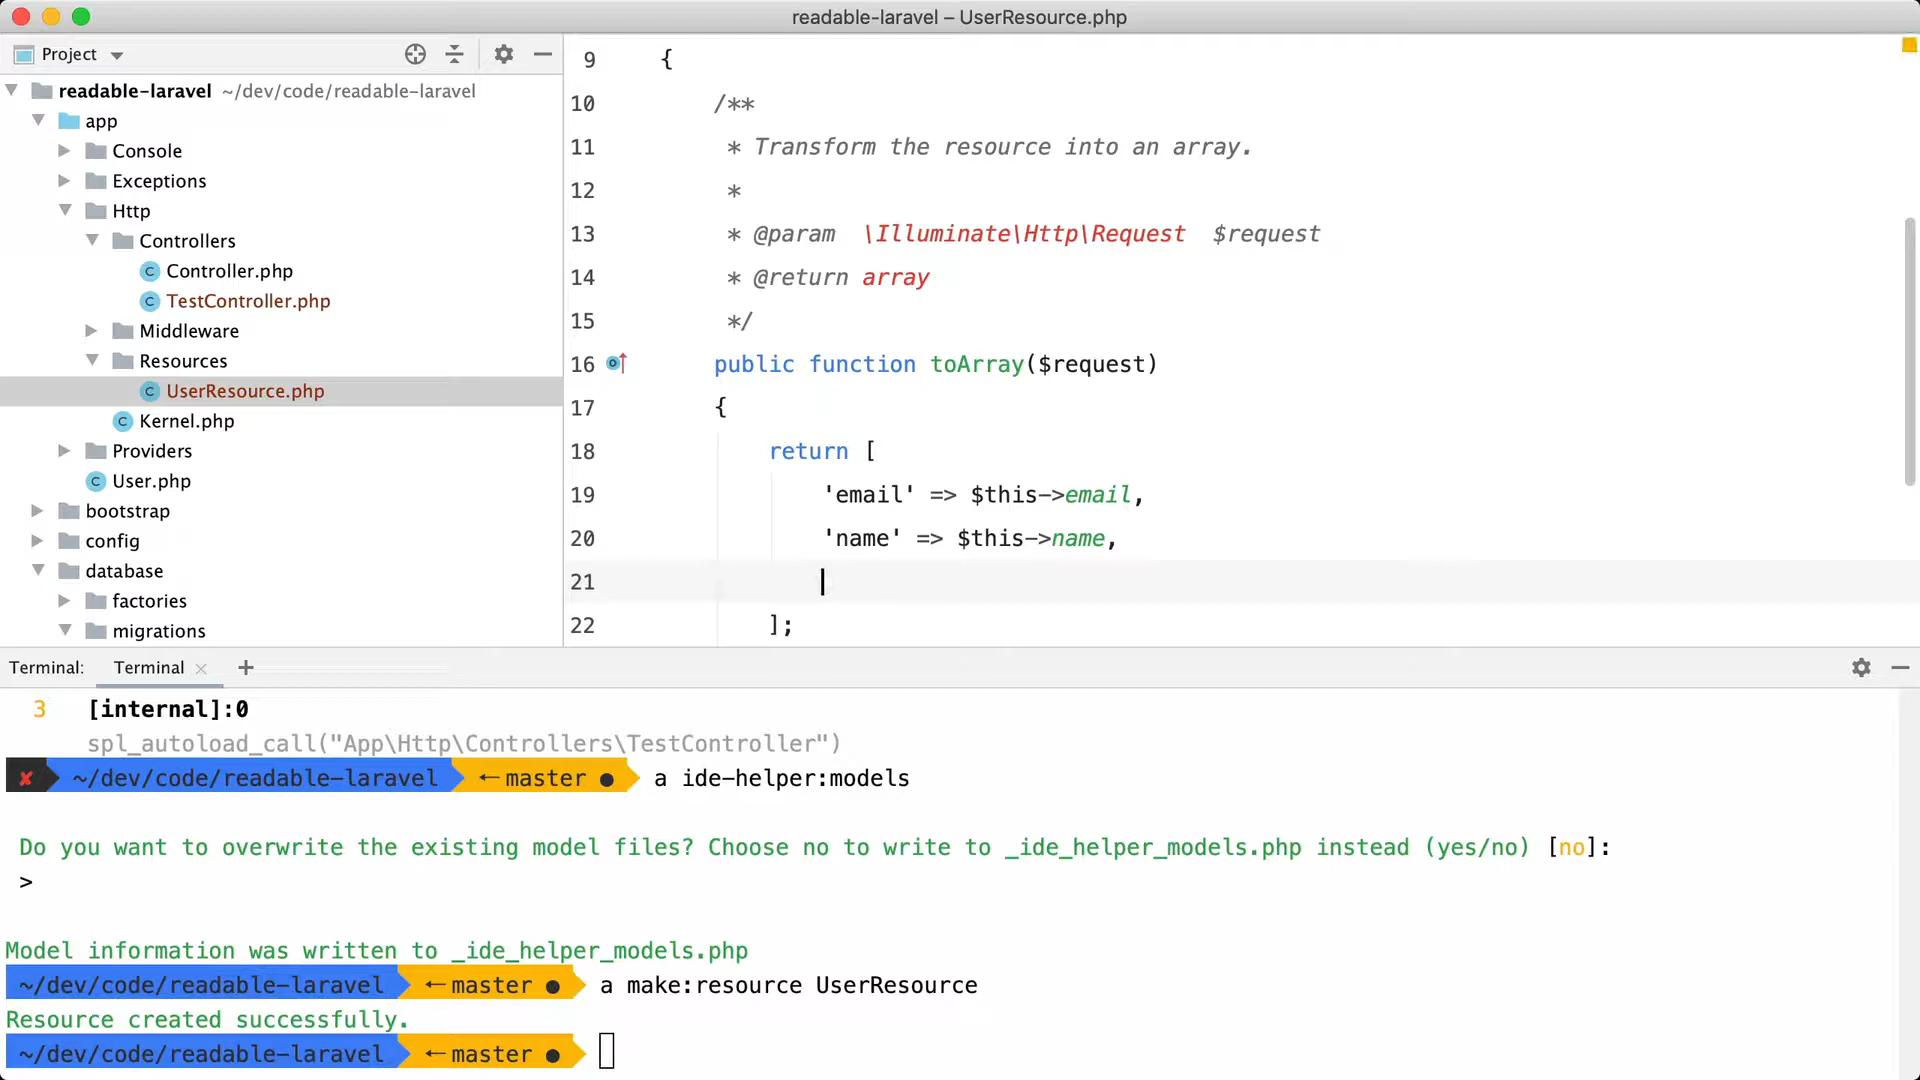 readable-laravel – UserResource.php
Project
readable-laravel ~/dev/code/readable-laravel
app
Console
Exceptions
Http
Controllers
C Controller.php
C TestController.php
Middleware
Resources
C UserResource.php
C Kernel.php
Providers
C User.php
bootstrap
config
database
factories
migrations
9 {
10 /**
11 * Transform the resource into an array.
12 *
13 * @param \Illuminate\Http\Request $request
14 * @return array
15 */
16 public function toArray($request)
17 {
18 return [
19 'email' => $this->email,
20 'name' => $this->name,
21
22 ];
Terminal: Terminal × +
3 [internal]:0
spl_autoload_call("App\Http\Controllers\TestController")
✘ ~/dev/code/readable-laravel ← master ● a ide-helper:models
Do you want to overwrite the existing model files? Choose no to write to _ide_helper_models.php instead (yes/no) [no]:
>
Model information was written to _ide_helper_models.php
~/dev/code/readable-laravel ← master ● a make:resource UserResource
Resource created successfully.
~/dev/code/readable-laravel ← master ●